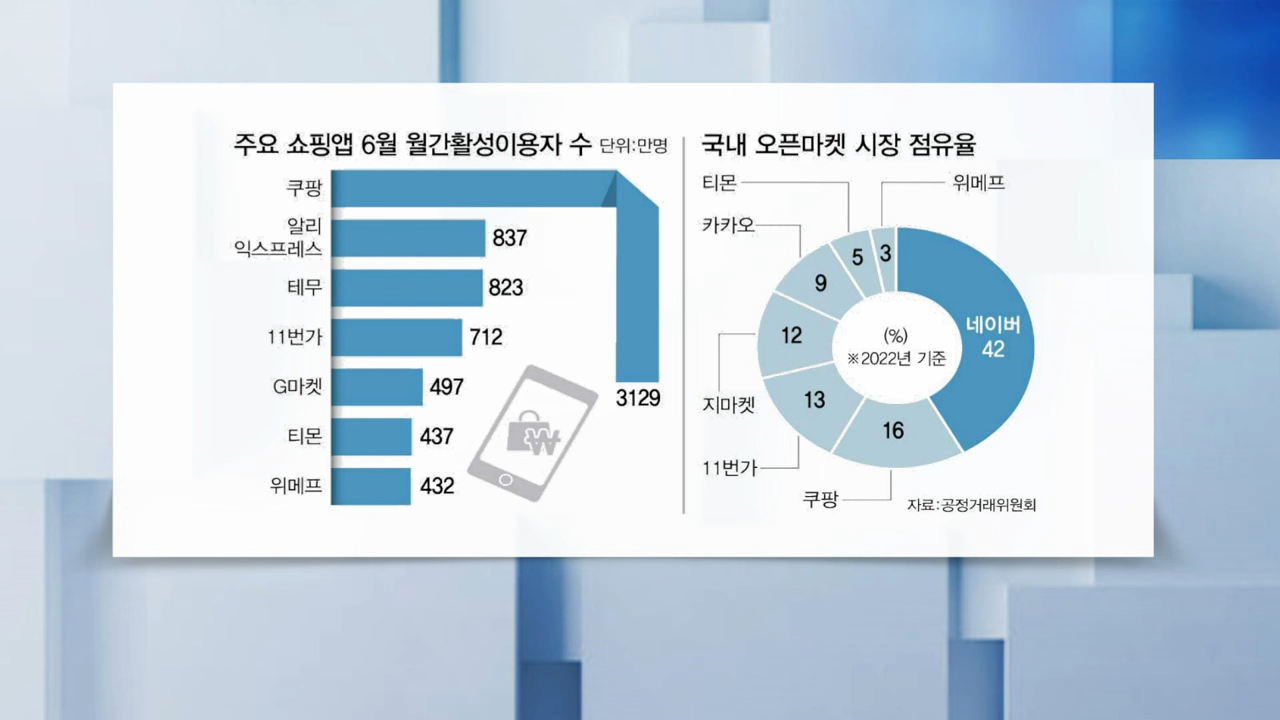 주요 쇼핑앱 6월 월간활성이용자 수 단위:만명
쿠팡
3129
알리
익스프레스
837
테무
823
11번가
712
G마켓
497
티몬
437
위메프
432
₩
국내 오픈마켓 시장 점유율
티몬
위메프
카카오
지마켓
11번가
쿠팡
네이버
42
16
13
12
9
5
3
(%)
※2022년 기준
자료:공정거래위원회